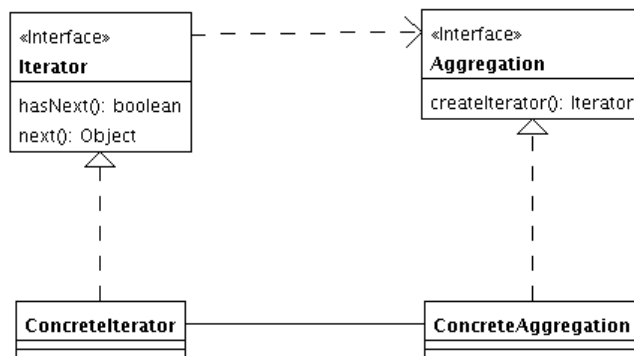 «Interface»
Iterator
hasNext(): boolean
next(): Object
«Interface»
Aggregation
createIterator(): Iterator
ConcreteIterator
ConcreteAggregation